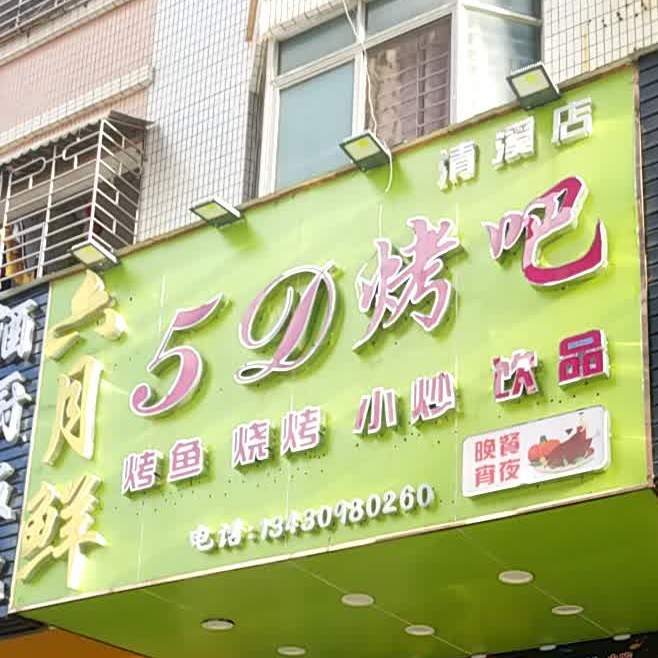 清溪店
六月鲜
5D烤吧
烤鱼 烧烤 小炒 饮品
晚餐
宵夜
电话:13430980260